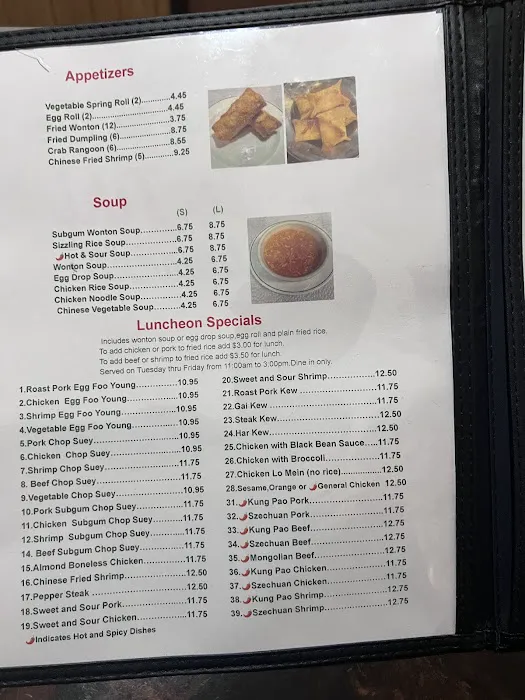 Appetizers
Vegetable Spring Roll (2)...........4.45
Egg Roll (2)...........................4.45
Fried Wonton (12)...................3.75
Fried Dumpling (6)..................8.75
Crab Rangoon (6)...................8.55
Chinese Fried Shrimp (6)..........9.25
Soup
(S) (L)
Subgum Wonton Soup.............6.75 8.75
Sizzling Rice Soup.................6.75 8.75
Hot & Sour Soup...............6.75 8.75
Wonton Soup.......................4.25 6.75
Egg Drop Soup....................4.25 6.75
Chicken Rice Soup...............4.25 6.75
Chicken Noodle Soup............4.25 6.75
Chinese Vegetable Soup........4.25 6.75
Luncheon Specials
Includes wonton soup or egg drop soup,egg roll and plain fried rice.
To add chicken or pork to fried rice add $3.00 for lunch.
To add beef or shrimp to fried rice add $3.50 for lunch.
Served on Tuesday thru Friday from 11:00am to 3:00pm.Dine in only.
1.Roast Pork Egg Foo Young...........10.95
2.Chicken Egg Foo Young...............10.95
3.Shrimp Egg Foo Young................10.95
4.Vegetable Egg Foo Young............10.95
5.Pork Chop Suey........................10.95
6.Chicken Chop Suey...................10.95
7.Shrimp Chop Suey....................11.75
8. Beef Chop Suey......................11.75
9.Vegetable Chop Suey................10.95
10.Pork Subgum Chop Suey..........11.75
11.Chicken Subgum Chop Suey......11.75
12.Shrimp Subgum Chop Suey.......11.75
14. Beef Subgum Chop Suey.........11.75
15.Almond Boneless Chicken..........11.75
16.Chinese Fried Shrimp...............12.50
17.Pepper Steak.........................12.50
18.Sweet and Sour Pork...............11.75
19.Sweet and Sour Chicken...........11.75
Indicates Hot and Spicy Dishes
20.Sweet and Sour Shrimp............12.50
21.Roast Pork Kew.....................11.75
22.Gai Kew...............................11.75
23.Steak Kew............................12.50
24.Har Kew...............................12.50
25.Chicken with Black Bean Sauce....11.75
26.Chicken with Broccoli...............11.75
27.Chicken Lo Mein (no rice)..........12.50
28.Sesame,Orange or General Chicken 12.50
31. Kung Pao Pork....................11.75
32. Szechuan Pork....................11.75
33. Kung Pao Beef....................12.75
34. Szechuan Beef....................12.75
35. Mongolian Beef...................12.75
36. Kung Pao Chicken................11.75
37. Szechuan Chicken................11.75
38. Kung Pao Shrimp.................12.75
39. Szechuan Shrimp.................12.75